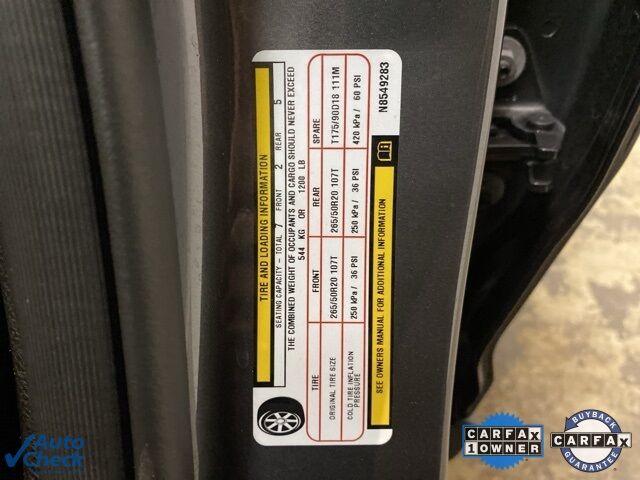 TIRE AND LOADING INFORMATION
SEATING CAPACITY - TOTAL 7 FRONT 2 REAR 5
THE COMBINED WEIGHT OF OCCUPANTS AND CARGO SHOULD NEVER EXCEED
544 KG OR 1200 LB
TIRE FRONT REAR SPARE
ORIGINAL TIRE SIZE 265/50R20 107T 265/50R20 107T T175/90D18 111M
COLD TIRE INFLATION PRESSURE 250 kPa / 36 PSI 250 kPa / 36 PSI 420 kPa / 60 PSI
SEE OWNERS MANUAL FOR ADDITIONAL INFORMATION
N8549283
Auto
Check
CARFAX
1 OWNER
BUYBACK
CARFAX
GUARANTEE